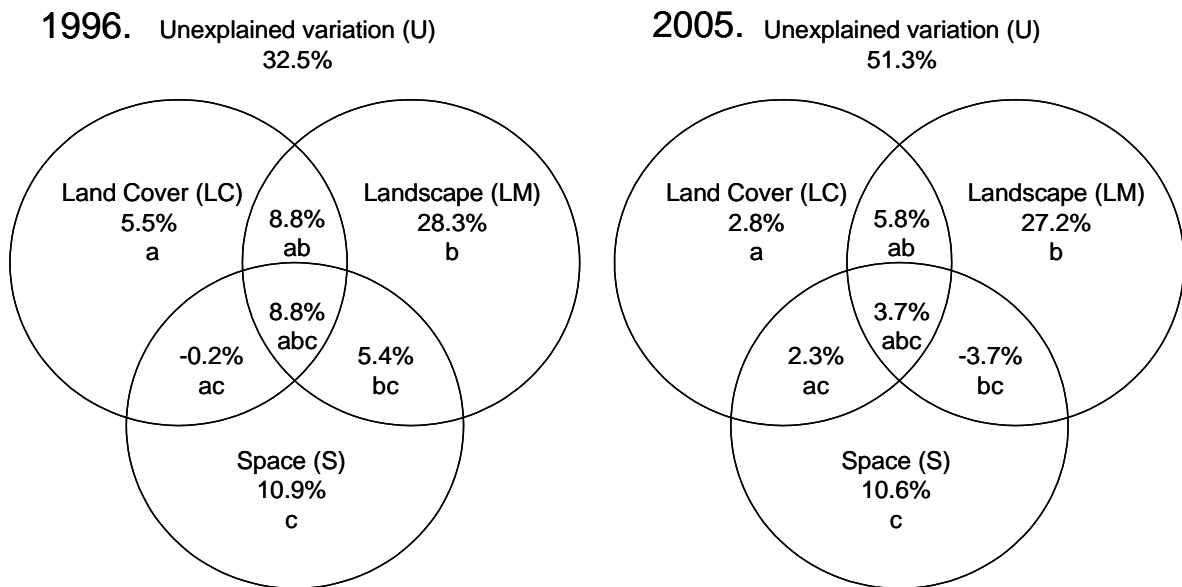 1996. Unexplained variation (U)
32.5%
Land Cover (LC)
5.5%
a
8.8%
ab
Landscape (LM)
28.3%
b
8.8%
abc
-0.2%
ac
5.4%
bc
Space (S)
10.9%
c
2005. Unexplained variation (U)
51.3%
Land Cover (LC)
2.8%
a
5.8%
ab
Landscape (LM)
27.2%
b
3.7%
abc
2.3%
ac
-3.7%
bc
Space (S)
10.6%
c